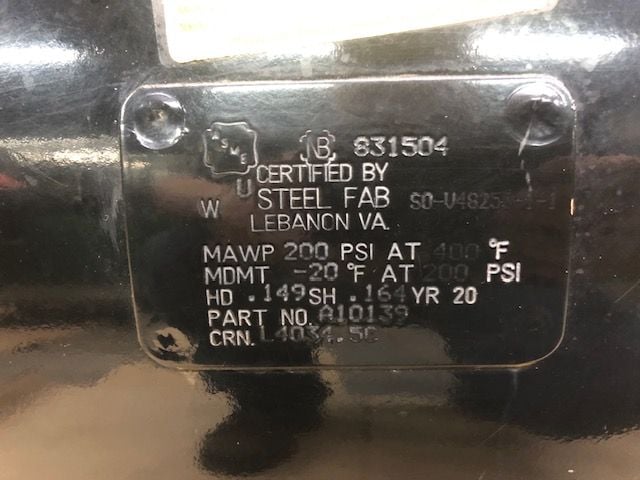 ASME NB 831504
U CERTIFIED BY
W STEEL FAB
LEBANON VA.
MAWP 200 PSI AT 400 °F
MDMT -20 °F AT 200 PSI
HD .149 SH .164 YR 20
PART NO. A10139
CRN. L4034.5C